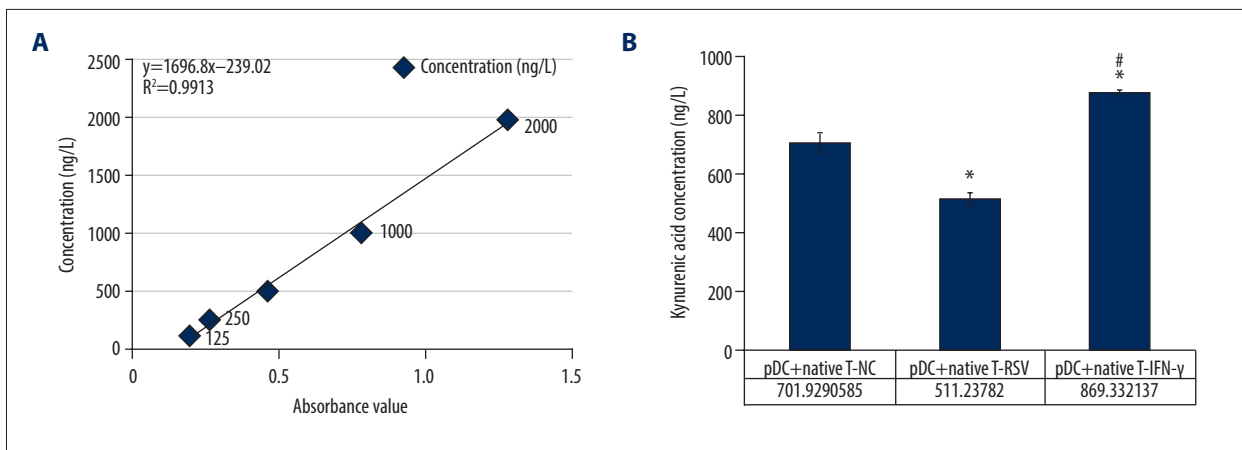 A
y=1696.8x–239.02
R²=0.9913
Concentration (ng/L)
2500
2000
1500
1000
500
0
Concentration (ng/L)
2000
1000
250
125
0
0.5
1.0
1.5
Absorbance value
B
1000
800
600
400
200
0
Kynurenic acid concentration (ng/L)
*
#
*
pDC+native T-NC pDC+native T-RSV pDC+native T-IFN-γ
701.9290585 511.23782 869.332137